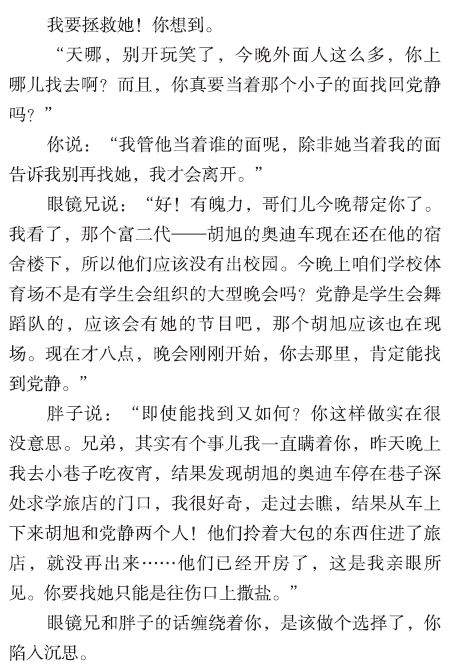 我要拯救她！你想到。
“天哪，别开玩笑了，今晚外面人这么多，你上
哪儿找去啊？而且，你真要当着那个小子的面找回党静
吗？”
你说：“我管他当着谁的面呢，除非她当着我的面
告诉我别再找她，我才会离开。”
眼镜兄说：“好！有魄力，哥们儿今晚帮定你了。
我看了，那个富二代——胡旭的奥迪车现在还在他的宿
舍楼下，所以他们应该没有出校园。今晚上咱们学校体
育场不是有学生会组织的大型晚会吗？党静是学生会舞
蹈队的，应该会有她的节目吧，那个胡旭应该也在现
场。现在才八点，晚会刚刚开始，你去那里，肯定能找
到党静。”
胖子说：“即使能找到又如何？你这样做实在很
没意思。兄弟，其实有个事儿我一直瞒着你，昨天晚上
我去小巷子吃夜宵，结果发现胡旭的奥迪车停在巷子深
处求学旅店的门口，我很好奇，走过去瞧，结果从车上
下来胡旭和党静两个人！他们拎着大包的东西住进了旅
店，就没再出来……他们已经开房了，这是我亲眼所
见。你要找她只能是往伤口上撒盐。”
眼镜兄和胖子的话缠绕着你，是该做个选择了，你
陷入沉思。